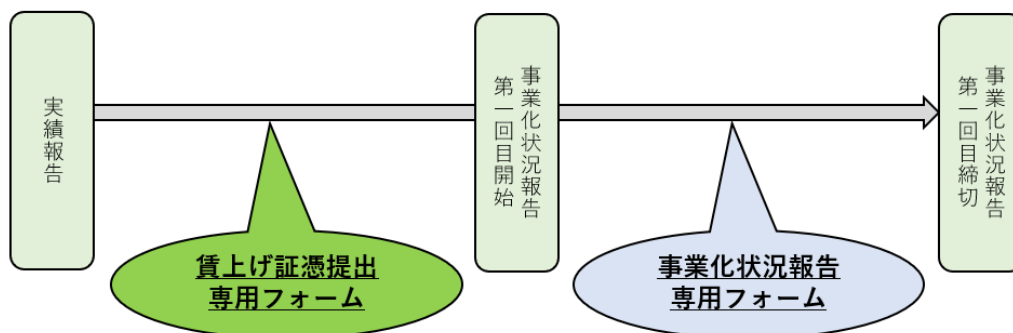 実績報告
賃上げ証憑提出
専用フォーム
事業化状況報告
第一回目開始
事業化状況報告
専用フォーム
事業化状況報告
第一回目締切